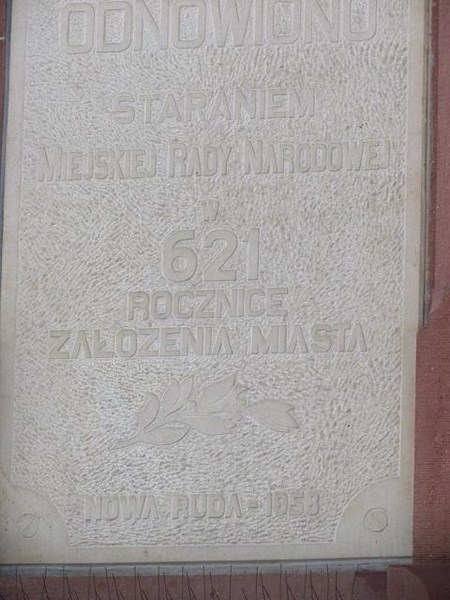 ODNOWIONO
STARANIEM
MIEJSKIEJ RADY NARODOWEJ
W
621
ROCZNICE
ZAŁOŻENIA MIASTA
NOWA RUDA - 1958